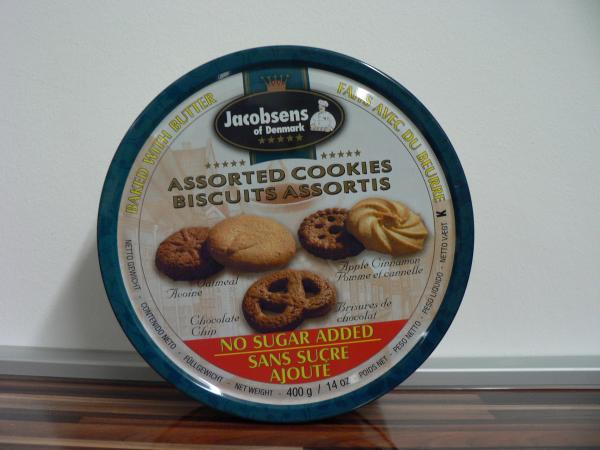 BAKED WITH BUTTER
FAITS AVEC DU BEURRE
K
Jacobsens
of Denmark
ASSORTED COOKIES
BISCUITS ASSORTIS
Oatmeal
Avoine
Apple Cinnamon
Pomme et cannelle
Chocolate
Chip
Brisures de
chocolat
NO SUGAR ADDED
SANS SUCRE
AJOUTÉ
NETTO GEWICHT · CONTENIDO NETO · FÜLLGEWICHT · NET WEIGHT · 400 g / 14 oz · POIDS NET · PESO NETTO · PESO LIQUIDO · NETTO VÆGT